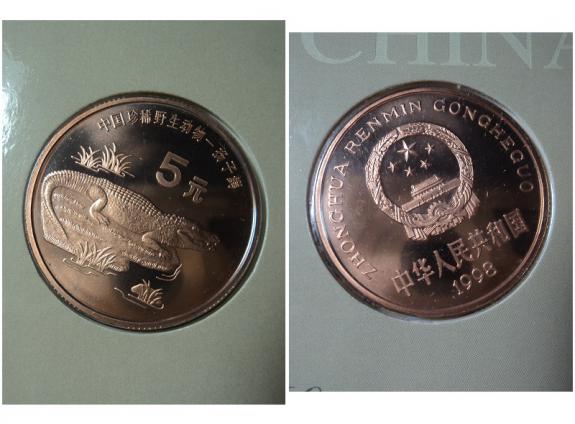 中国珍稀野生动物—扬子鳄
5元
CHINA
ZHONGHUA RENMIN GONGHEGUO
中华人民共和国
1998